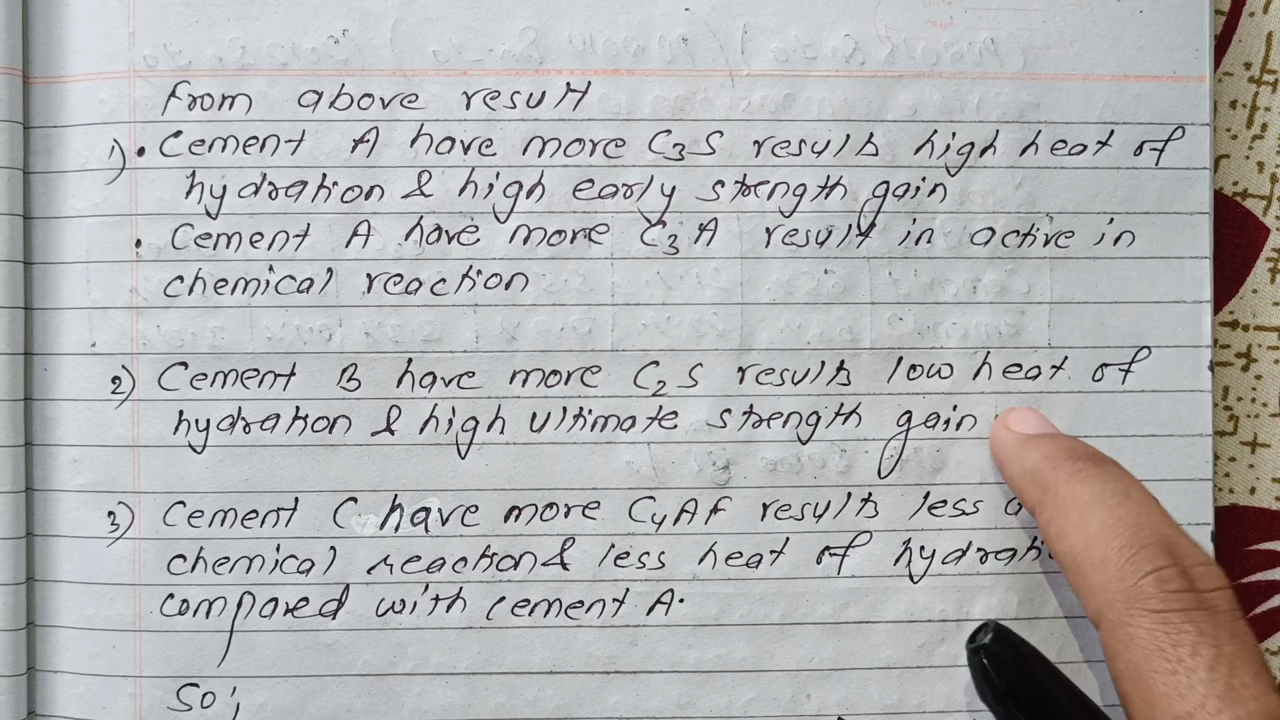 From above result
1). Cement A have more C3S results high heat of
hydration & high early strength gain
. Cement A have more C3A result in active in
chemical reaction
2) Cement B have more C2S results low heat of
hydration & high ultimate strength gain
3) Cement C have more C4AF results less
chemical reaction & less heat of
compared with cement A.
So,